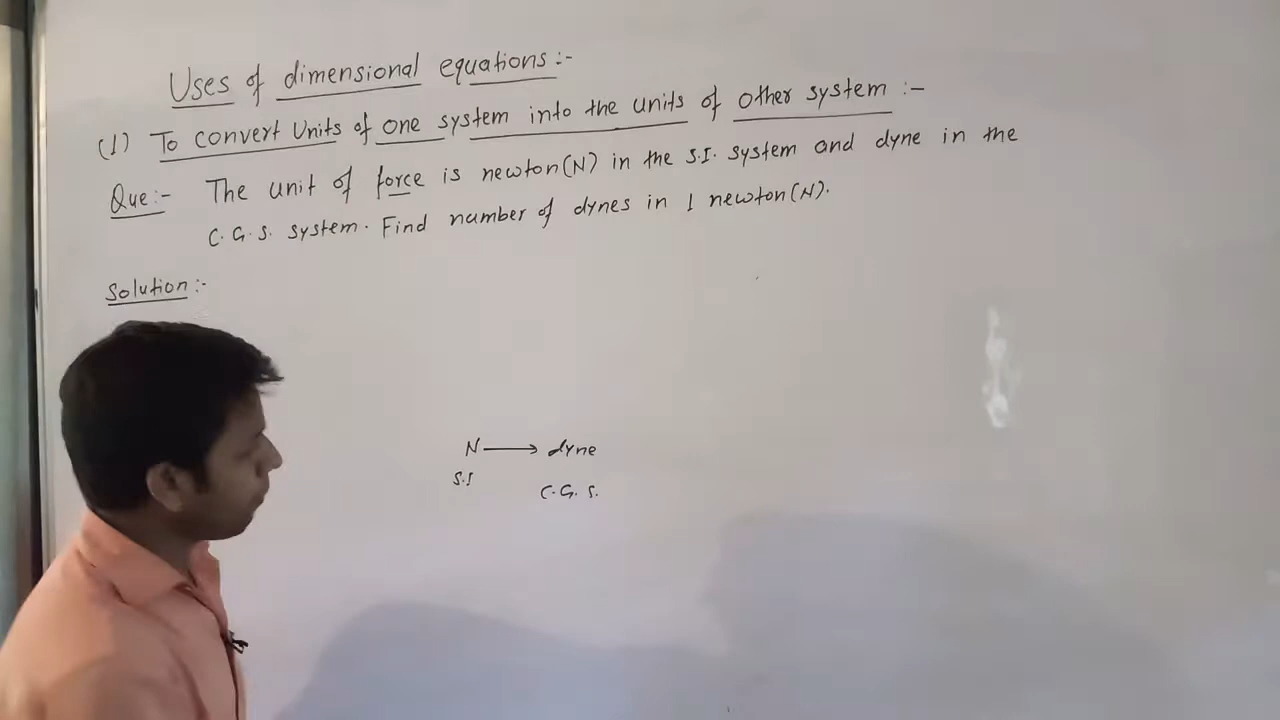 Uses of dimensional equations :-
(1) To convert Units of one system into the units of other system :-
Que:- The unit of force is newton(N) in the S.I. system and dyne in the
C.G.S. system. Find number of dynes in 1 newton(N).
Solution:-
N → dyne
S.I C.G.S.